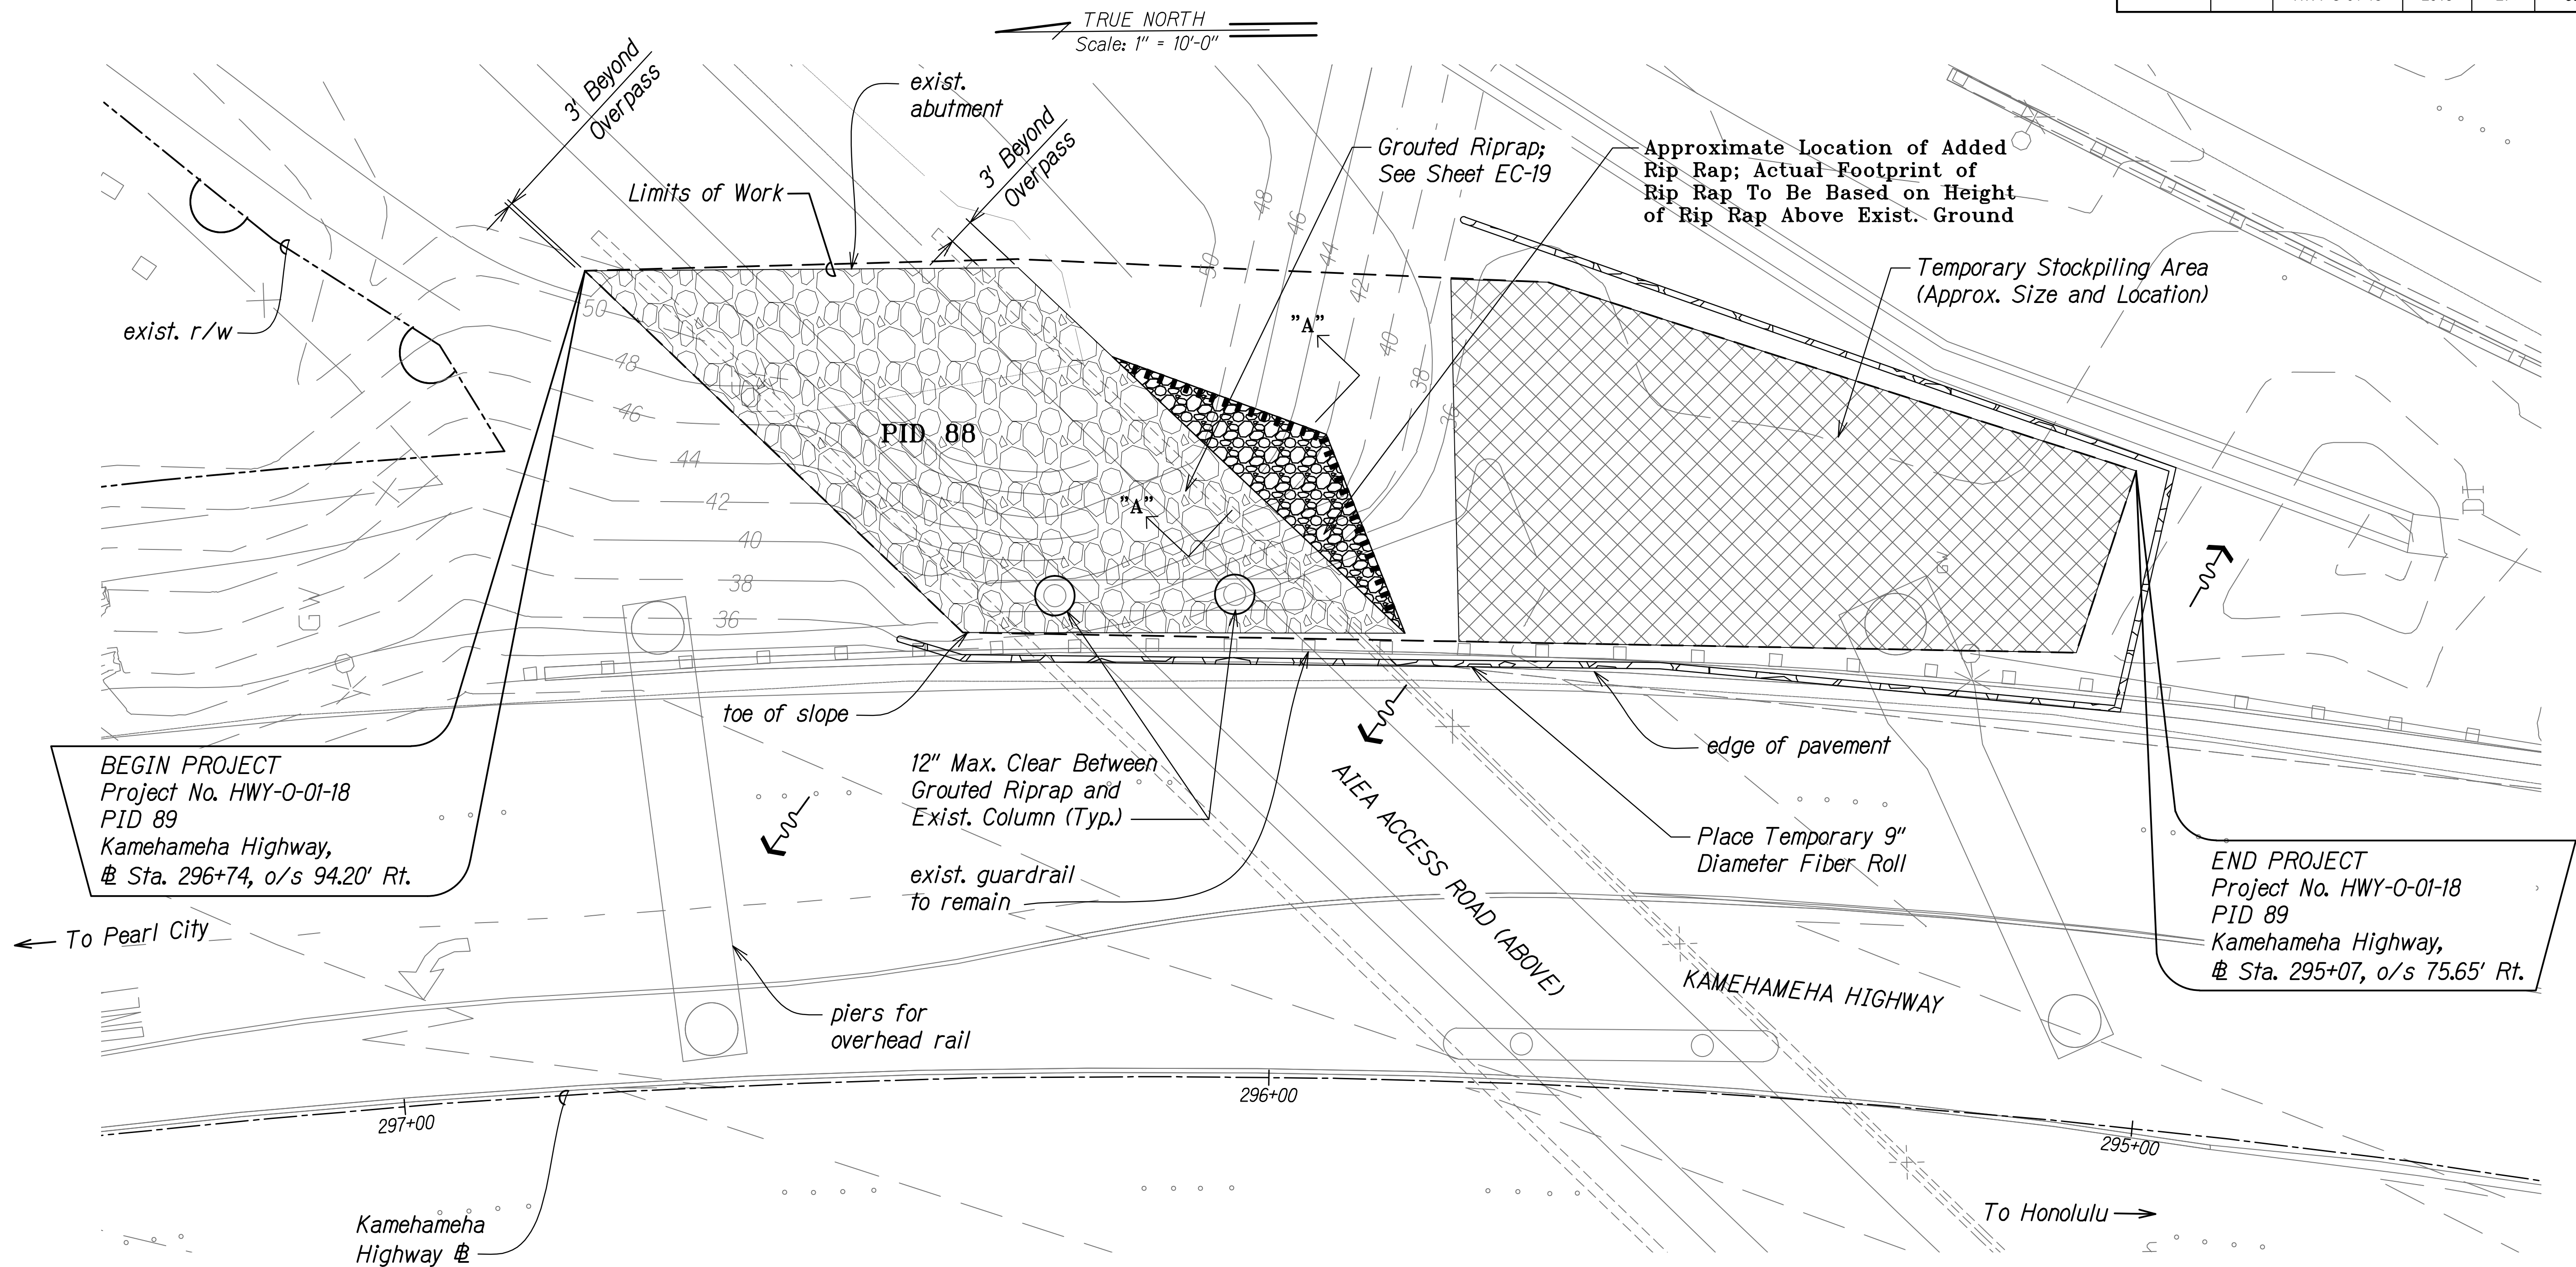 TRUE NORTH
Scale: 1" = 10'-0"
3' Beyond
Overpass
exist.
abutment
3' Beyond
Overpass
Limits of Work
Grouted Riprap;
See Sheet EC-19
Approximate Location of Added
Rip Rap; Actual Footprint of
Rip Rap To Be Based on Height
of Rip Rap Above Exist. Ground
Temporary Stockpiling Area
(Approx. Size and Location)
exist. r/w
50
48
46
44
42
40
38
36
50
48
46
44
42
40
38
36
"A"
"A"
PID 88
GV
toe of slope
12" Max. Clear Between
Grouted Riprap and
Exist. Column (Typ.)
exist. guardrail
to remain
edge of pavement
Place Temporary 9"
Diameter Fiber Roll
AIEA ACCESS ROAD (ABOVE)
KAMEHAMEHA HIGHWAY
BEGIN PROJECT
Project No. HWY-O-01-18
PID 89
Kamehameha Highway,
BL Sta. 296+74, o/s 94.20' Rt.
END PROJECT
Project No. HWY-O-01-18
PID 89
Kamehameha Highway,
BL Sta. 295+07, o/s 75.65' Rt.
To Pearl City
piers for
overhead rail
297+00
296+00
295+00
Kamehameha
Highway BL
To Honolulu